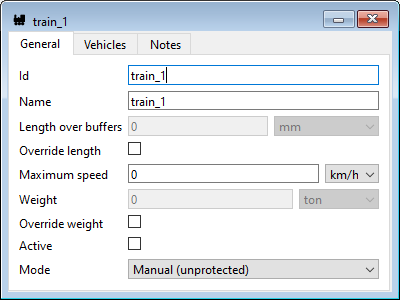 train_1
General Vehicles Notes
Id train_1
Name train_1
Length over buffers 0 mm
Override length
Maximum speed 0 km/h
Weight 0 ton
Override weight
Active
Mode Manual (unprotected)